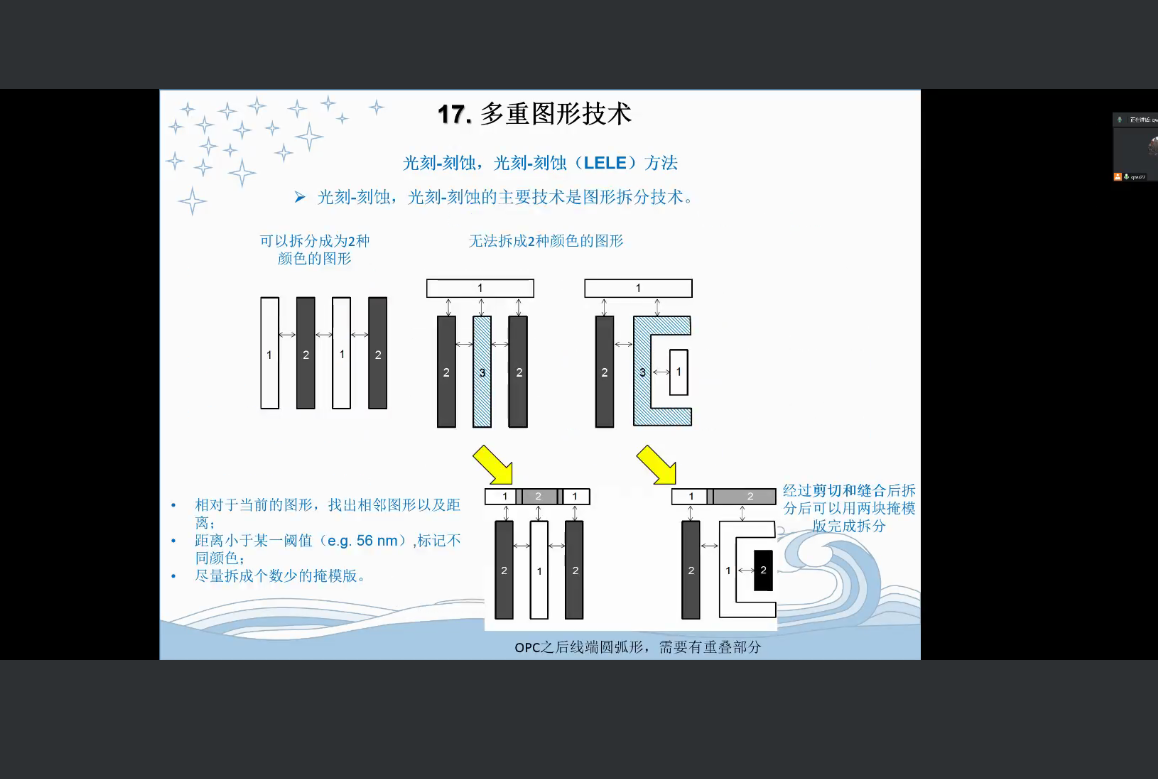 17. 多重图形技术
光刻-刻蚀，光刻-刻蚀（LELE）方法
➢ 光刻-刻蚀，光刻-刻蚀的主要技术是图形拆分技术。
可以拆分成为2种
颜色的图形
无法拆成2种颜色的图形
1
1
1
2
1
2
2
3
2
2
3
1
• 相对于当前的图形，找出相邻图形以及距
离；
• 距离小于某一阈值（e.g. 56 nm）,标记不
同颜色；
• 尽量拆成个数少的掩模版。
1
2
1
2
1
2
1
2
2
1
2
经过剪切和缝合后拆
分后可以用两块掩模
版完成拆分
OPC之后线端圆弧形，需要有重叠部分